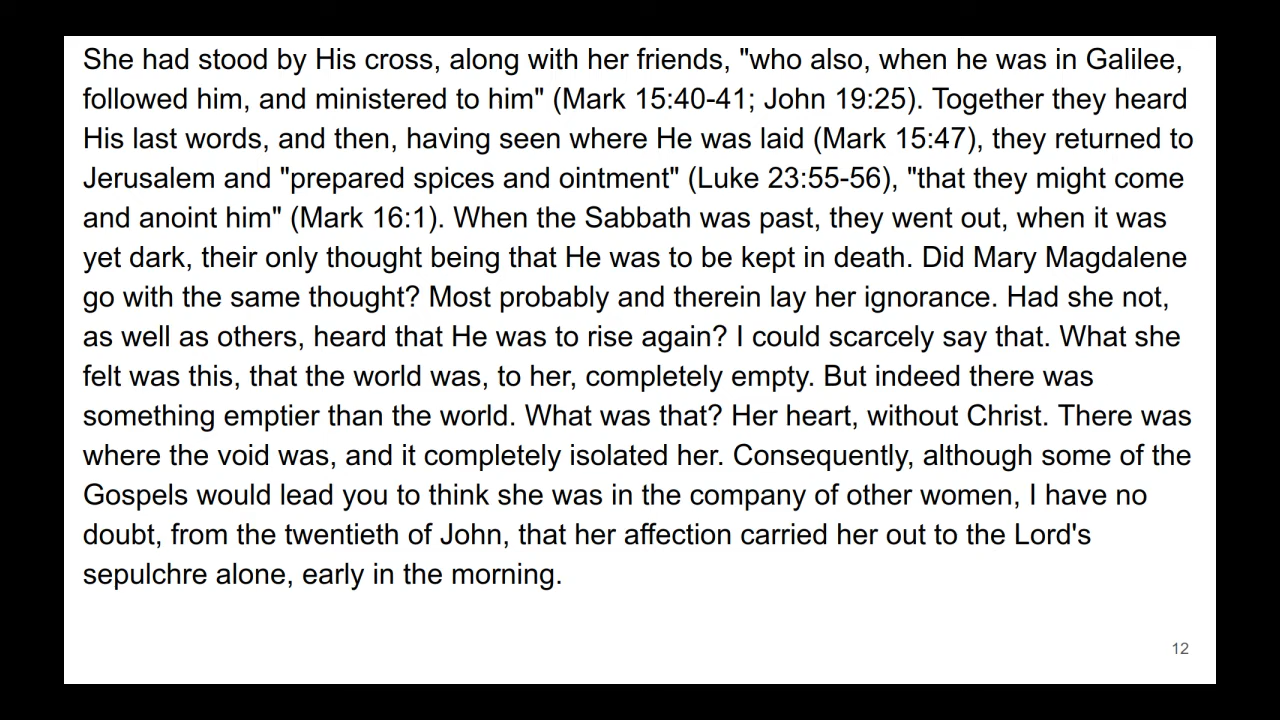 She had stood by His cross, along with her friends, "who also, when he was in Galilee,
followed him, and ministered to him" (Mark 15:40-41; John 19:25). Together they heard
His last words, and then, having seen where He was laid (Mark 15:47), they returned to
Jerusalem and "prepared spices and ointment" (Luke 23:55-56), "that they might come
and anoint him" (Mark 16:1). When the Sabbath was past, they went out, when it was
yet dark, their only thought being that He was to be kept in death. Did Mary Magdalene
go with the same thought? Most probably and therein lay her ignorance. Had she not,
as well as others, heard that He was to rise again? I could scarcely say that. What she
felt was this, that the world was, to her, completely empty. But indeed there was
something emptier than the world. What was that? Her heart, without Christ. There was
where the void was, and it completely isolated her. Consequently, although some of the
Gospels would lead you to think she was in the company of other women, I have no
doubt, from the twentieth of John, that her affection carried her out to the Lord's
sepulchre alone, early in the morning.
12